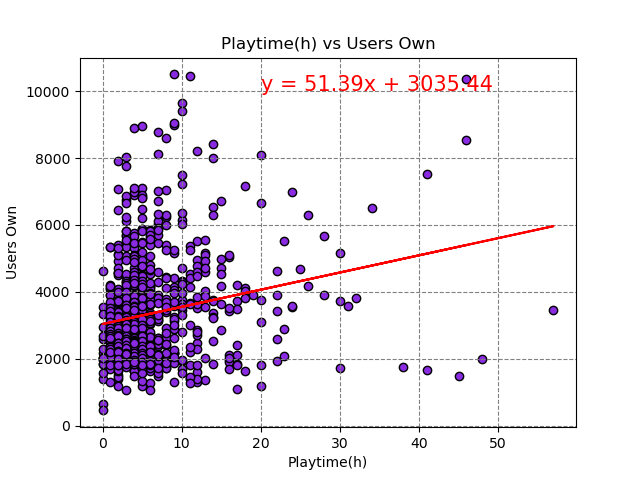 Playtime(h) vs Users Own
y = 51.39x + 3035.44
10000
8000
6000
4000
2000
0
Users Own
0 10 20 30 40 50
Playtime(h)